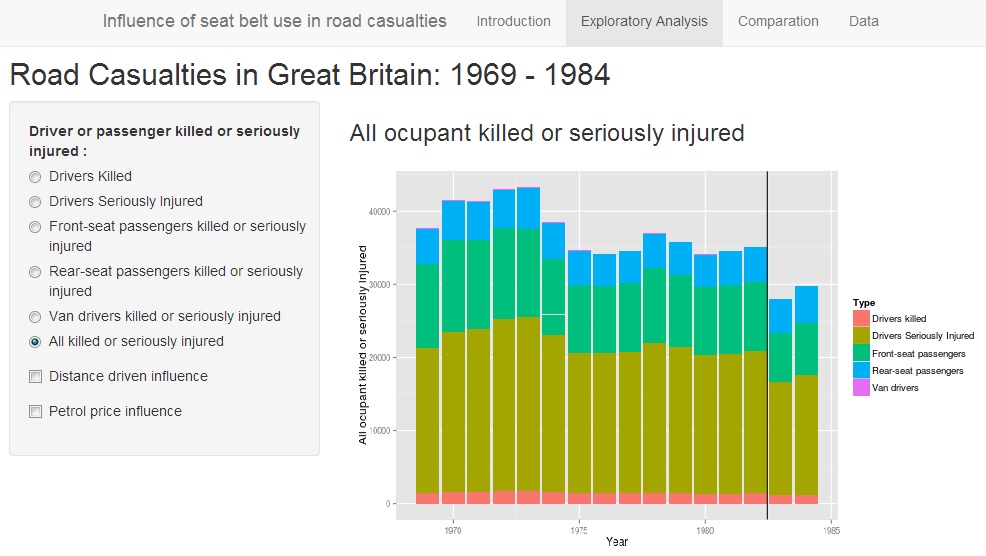 Influence of seat belt use in road casualties
Introduction
Exploratory Analysis
Comparation
Data
Road Casualties in Great Britain: 1969 - 1984
Driver or passenger killed or seriously
injured :
Drivers Killed
Drivers Seriously Injured
Front-seat passengers killed or seriously
injured
Rear-seat passengers killed or seriously
injured
Van drivers killed or seriously injured
All killed or seriously injured
Distance driven influence
Petrol price influence
All ocupant killed or seriously injured
All ocupant killed or seriously injured
40000
30000
20000
10000
0
1970
1975
1980
1985
Year
Type
Drivers killed
Drivers Seriously Injured
Front-seat passengers
Rear-seat passengers
Van drivers